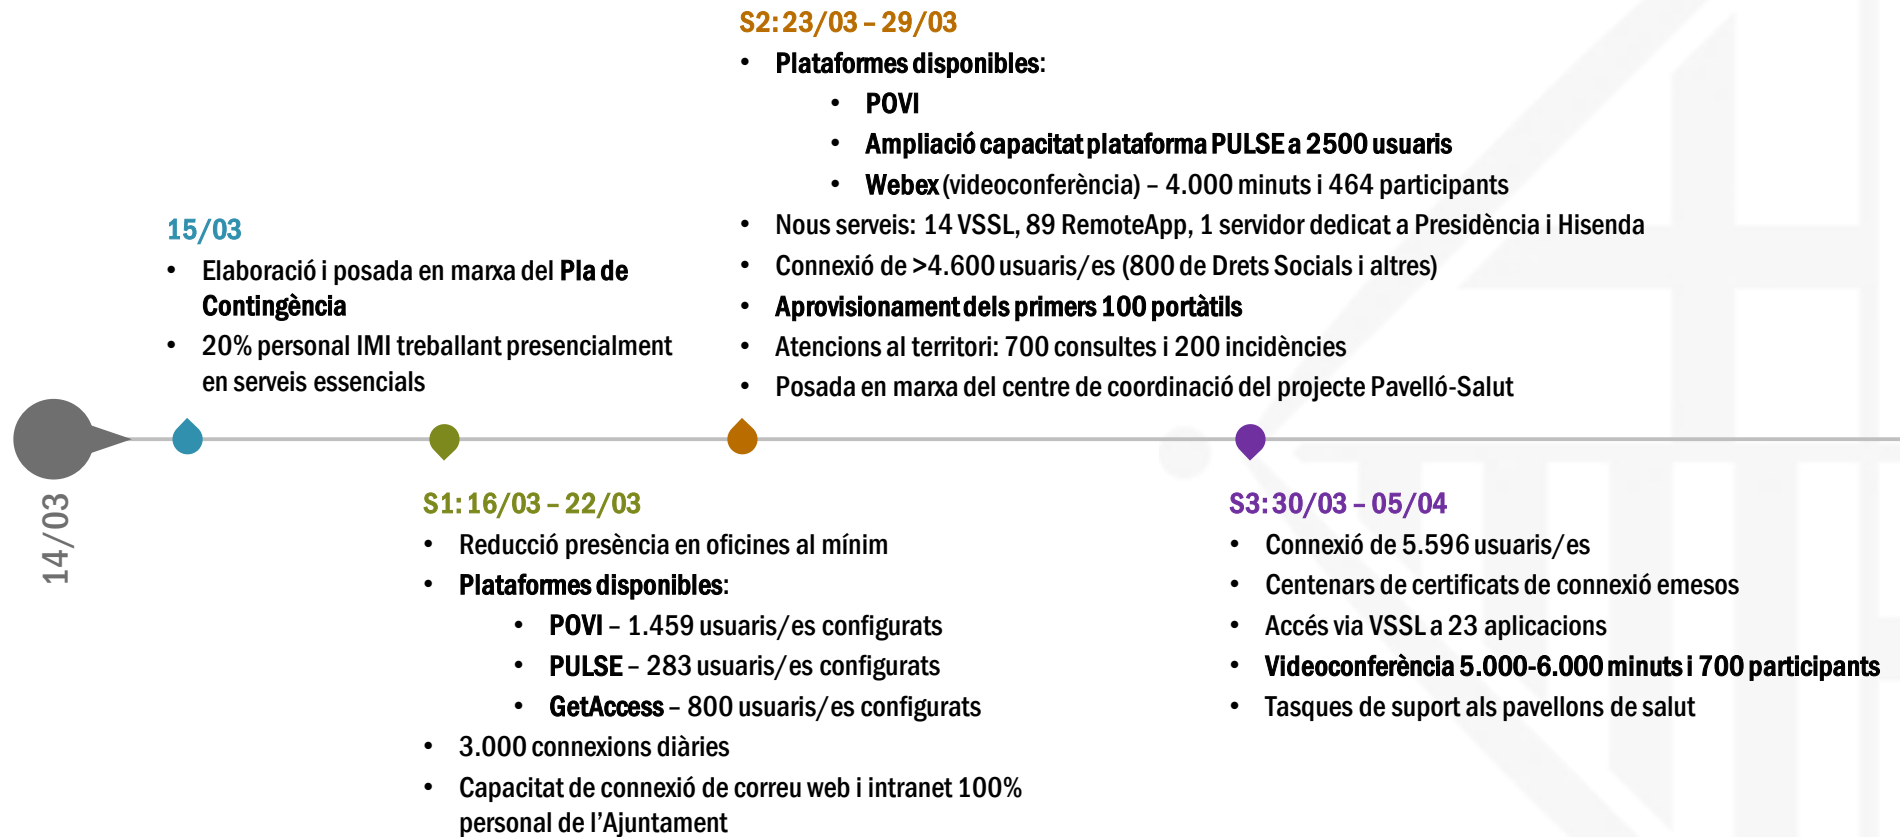 14/03
15/03
• Elaboració i posada en marxa del Pla de
Contingència
• 20% personal IMI treballant presencialment
en serveis essencials
S1: 16/03 – 22/03
• Reducció presència en oficines al mínim
• Plataformes disponibles:
• POVI – 1.459 usuaris/es configurats
• PULSE – 283 usuaris/es configurats
• GetAccess – 800 usuaris/es configurats
• 3.000 connexions diàries
• Capacitat de connexió de correu web i intranet 100%
personal de l’Ajuntament
S2: 23/03 – 29/03
• Plataformes disponibles:
• POVI
• Ampliació capacitat plataforma PULSE a 2500 usuaris
• Webex (videoconferència) – 4.000 minuts i 464 participants
• Nous serveis: 14 VSSL, 89 RemoteApp, 1 servidor dedicat a Presidència i Hisenda
• Connexió de >4.600 usuaris/es (800 de Drets Socials i altres)
• Aprovisionament dels primers 100 portàtils
• Atencions al territori: 700 consultes i 200 incidències
• Posada en marxa del centre de coordinació del projecte Pavelló-Salut
S3: 30/03 – 05/04
• Connexió de 5.596 usuaris/es
• Centenars de certificats de connexió emesos
• Accés via VSSL a 23 aplicacions
• Videoconferència 5.000-6.000 minuts i 700 participants
• Tasques de suport als pavellons de salut